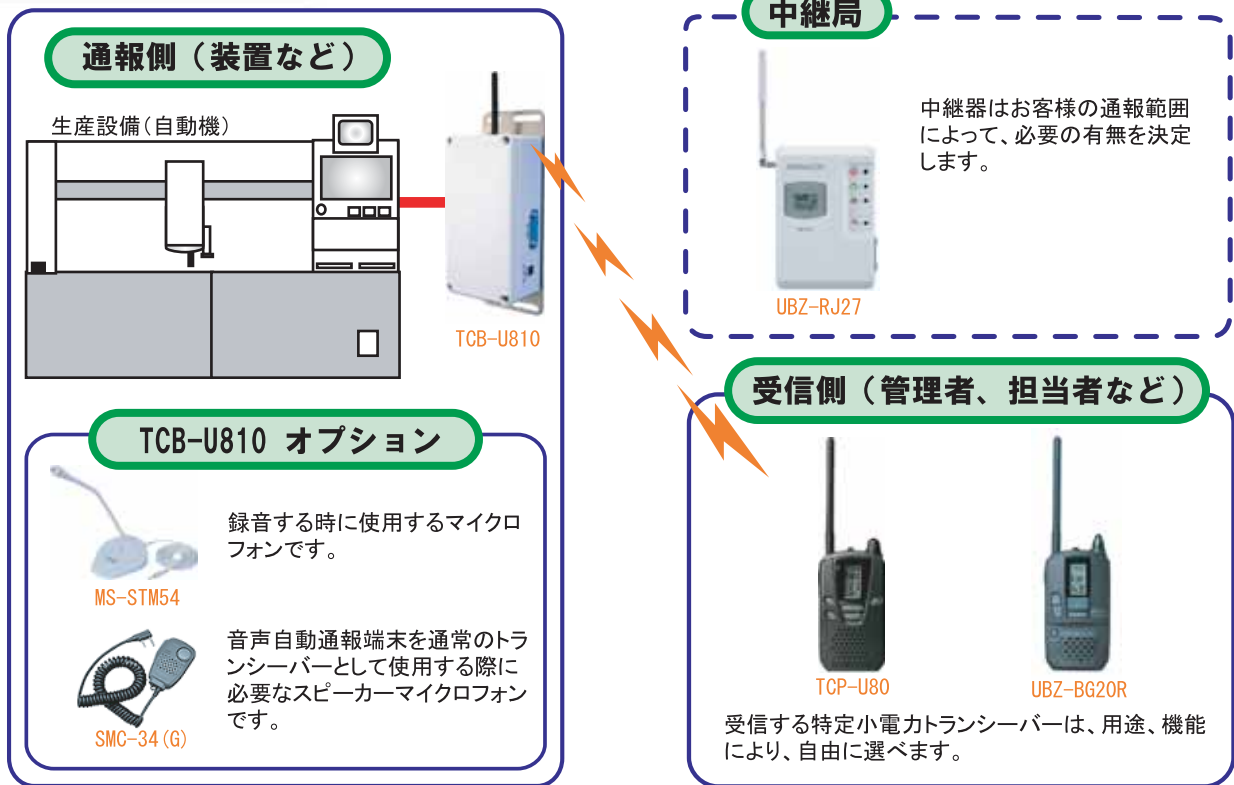 通報側（装置など）
生産設備（自動機）
TCB-U810
TCB-U810 オプション
録音する時に使用するマイクロ
フォンです。
MS-STM54
音声自動通報端末を通常のトラ
ンシーバーとして使用する際に
必要なスピーカーマイクロフォン
です。
SMC-34(G)
中継局
中継器はお客様の通報範囲
によって、必要の有無を決定
します。
UBZ-RJ27
受信側（管理者、担当者など）
TCP-U80
UBZ-BG20R
受信する特定小電力トランシーバーは、用途、機能
により、自由に選べます。